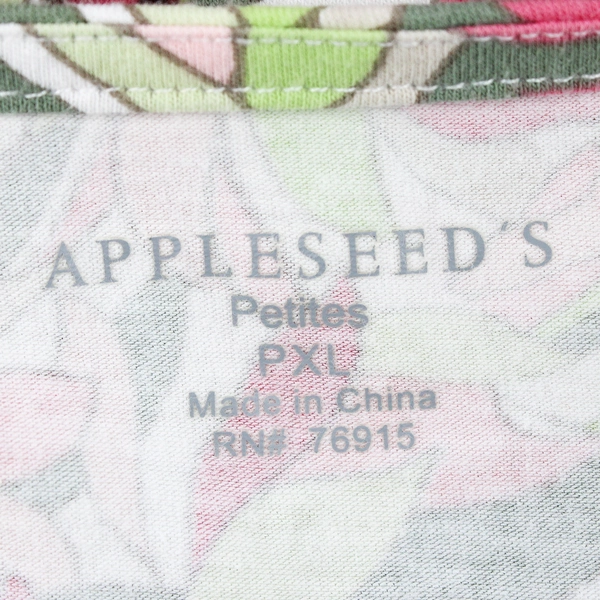 APPLESEED'S
Petites
PXL
Made in China
RN# 76915